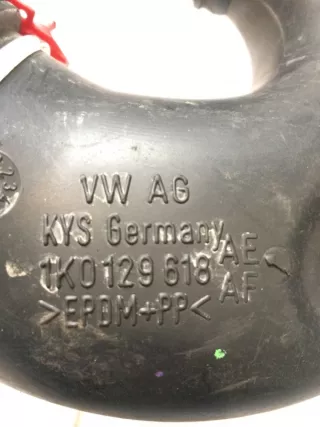 VW AG
KYS Germany
1K0 129 618 AE
AF
>EPDM+PP<